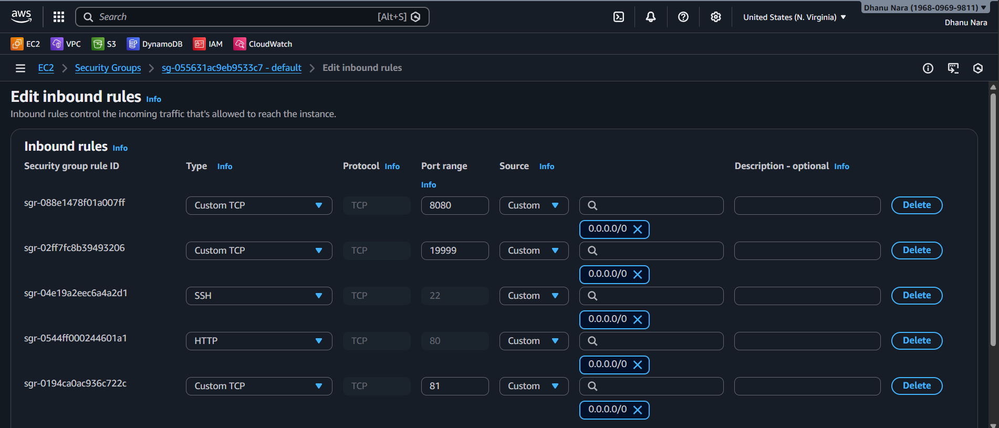 aws
Search [Alt+S]
United States (N. Virginia)
Dhanu Nara (1968-0969-9811)
Dhanu Nara
EC2 VPC S3 DynamoDB IAM CloudWatch
EC2 Security Groups sg-055631ac9eb9533c7 - default Edit inbound rules
Edit inbound rules Info
Inbound rules control the incoming traffic that's allowed to reach the instance.
Inbound rules Info
Security group rule ID Type Info Protocol Info Port range Info Source Info Description - optional Info
sgr-088e1478f01a007ff Custom TCP TCP 8080 Custom Delete
0.0.0.0/0
sgr-02ff7fc8b39493206 Custom TCP TCP 19999 Custom Delete
0.0.0.0/0
sgr-04e19a2eec6a4a2d1 SSH TCP 22 Custom Delete
0.0.0.0/0
sgr-0544ff000244601a1 HTTP TCP 80 Custom Delete
0.0.0.0/0
sgr-0194ca0ac936c722c Custom TCP TCP 81 Custom Delete
0.0.0.0/0